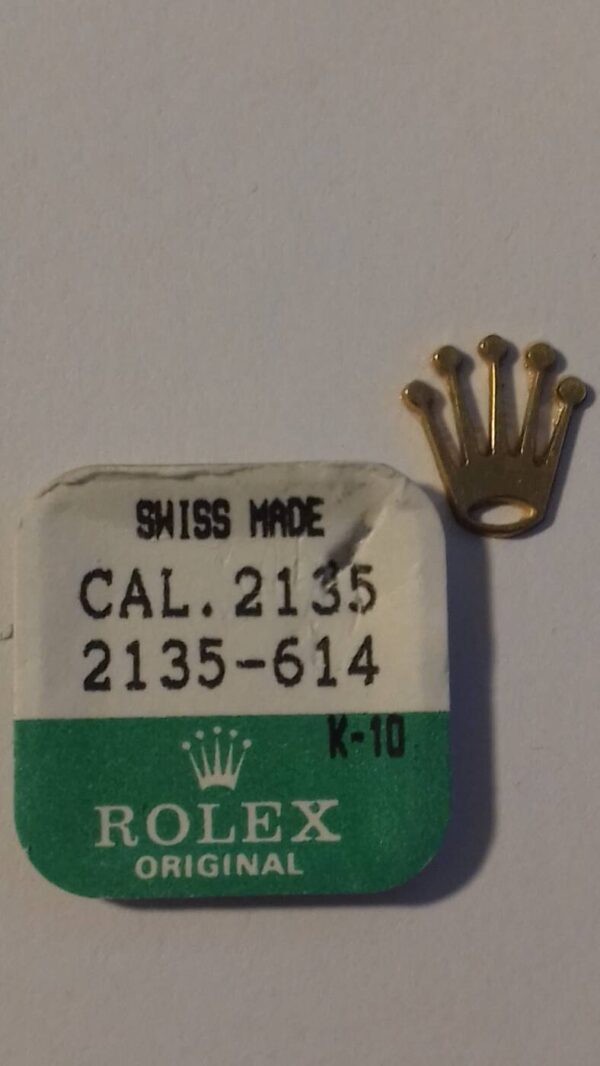 SWISS MADE
CAL. 2135
2135-614
K-10
ROLEX
ORIGINAL